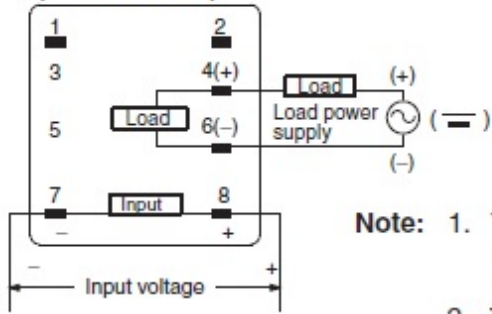 1
2
3
4(+)
Load
(+)
Load
Load power supply
5
6(–)
(–)
7
Input
8
–
+
–
+
Input voltage
Note: 1.